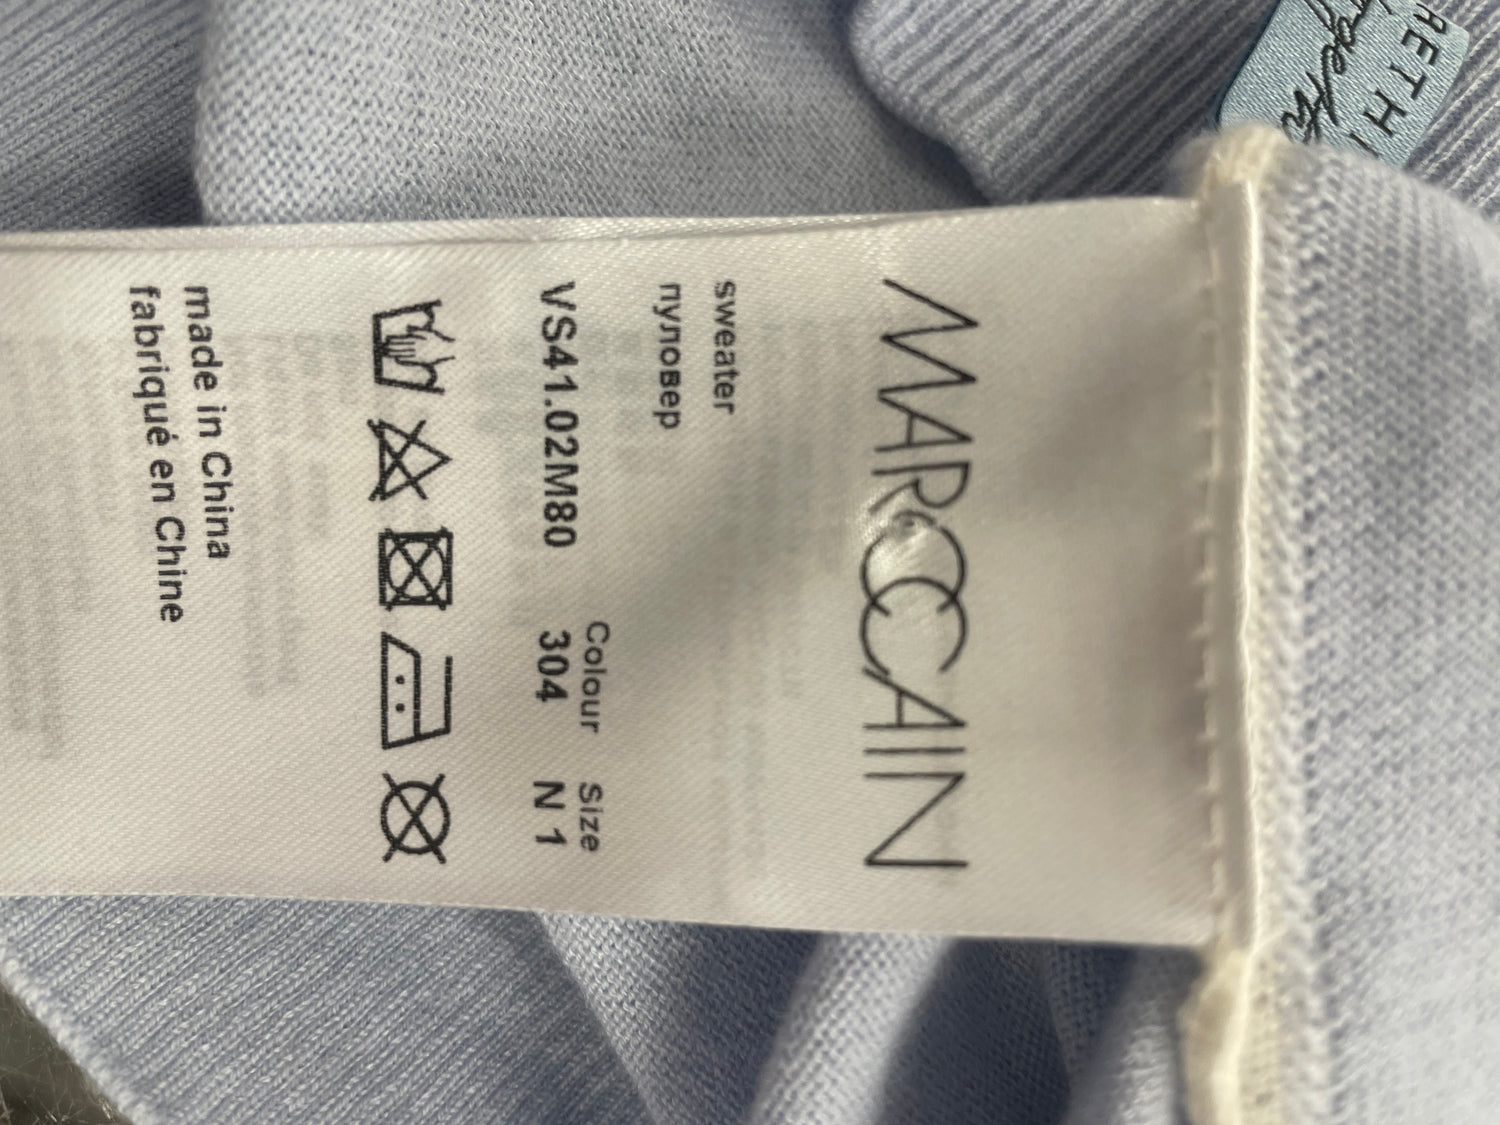 MARCCAIN
sweater
пуловер
Colour Size
VS41.02M80 304 N 1
made in China
fabriqué en Chine